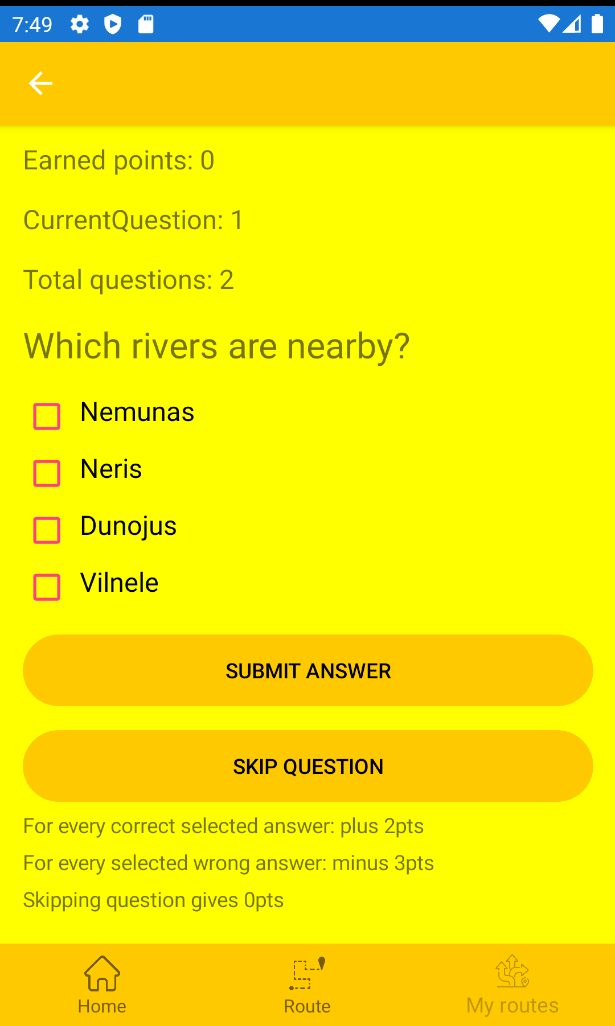 7:49
Earned points: 0
CurrentQuestion: 1
Total questions: 2
Which rivers are nearby?
Nemunas
Neris
Dunojus
Vilnele
SUBMIT ANSWER
SKIP QUESTION
For every correct selected answer: plus 2pts
For every selected wrong answer: minus 3pts
Skipping question gives 0pts
Home Route My routes